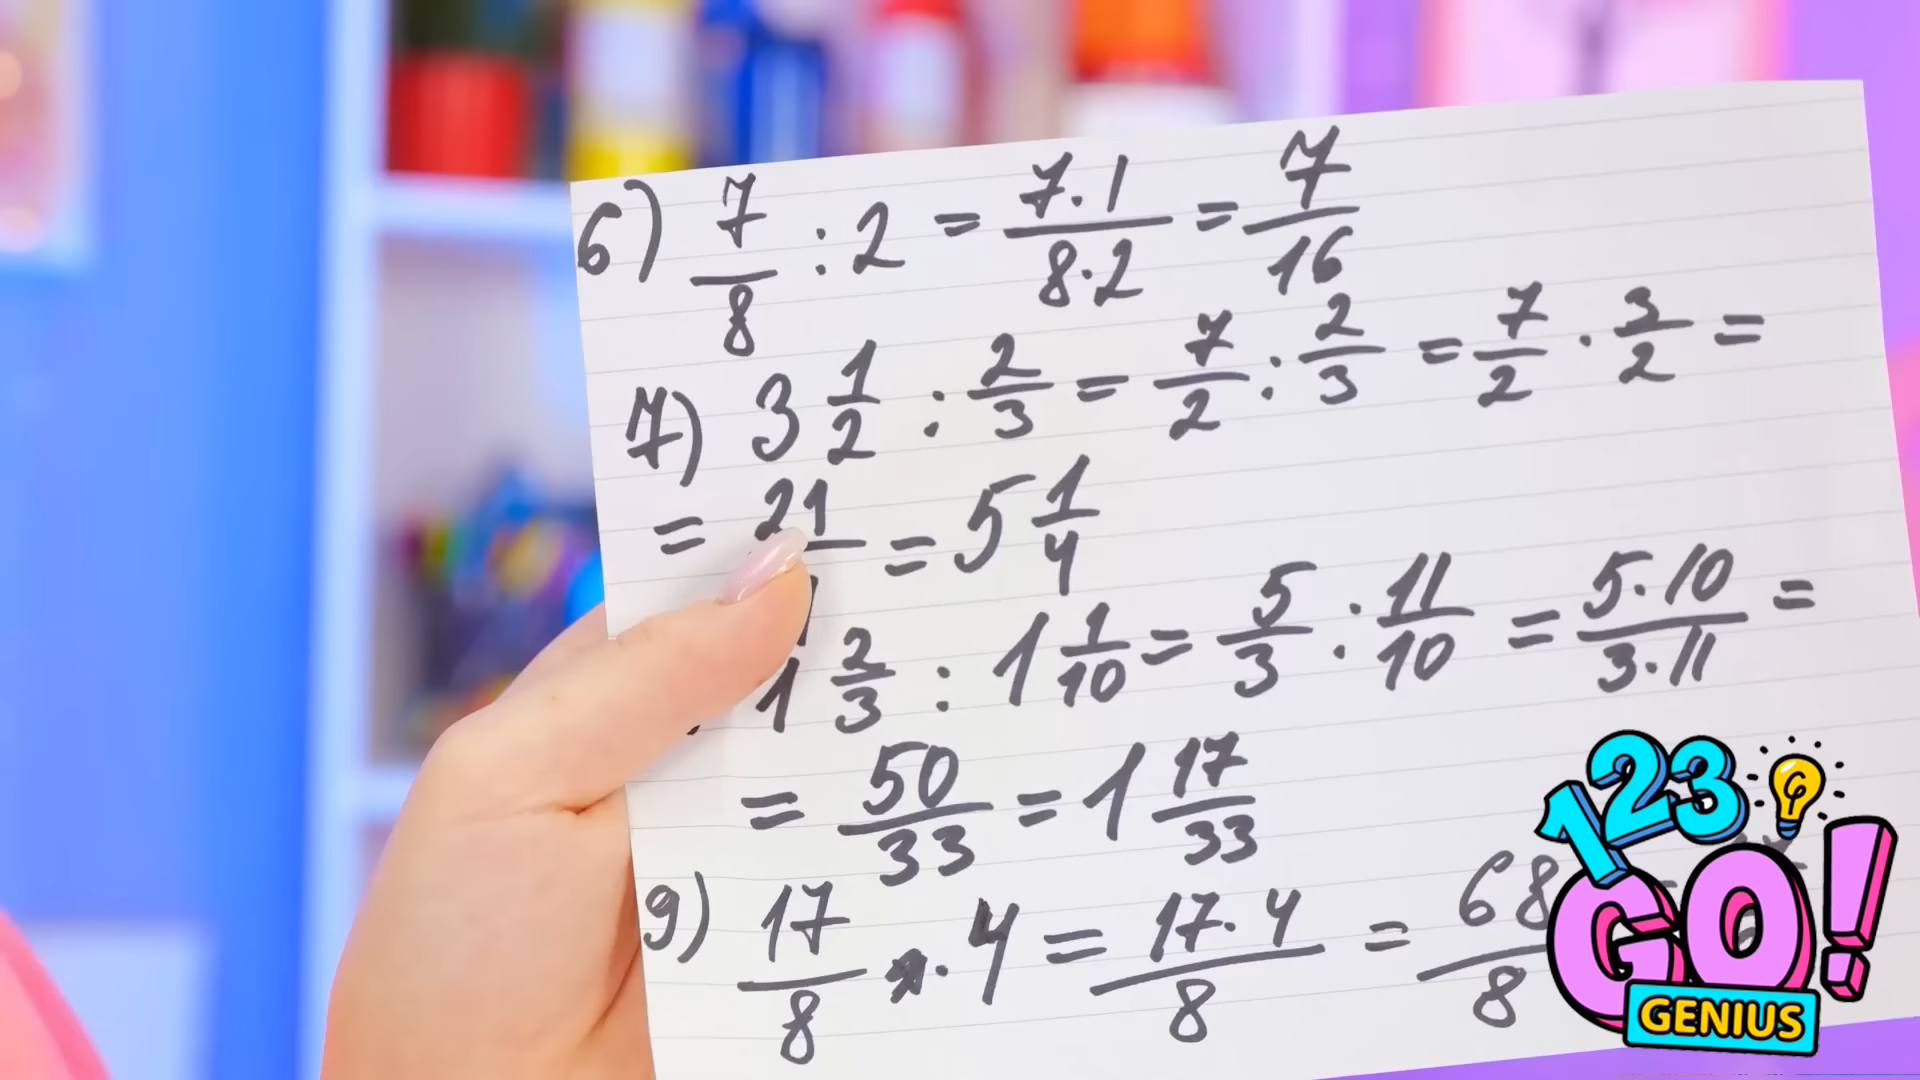 6) 7/8 : 2 = 7·1/8·2 = 7/16
7) 3 1/2 : 2/3 = 7/2 : 2/3 = 7/2 · 3/2 =
= 21/ = 5 1/4
1 2/3 : 1 1/10 = 5/3 : 11/10 = 5·10/3·11 =
= 50/33 = 1 17/33
9) 17/8 · 4 = 17·4/8 = 68/8
123
GO!
GENIUS